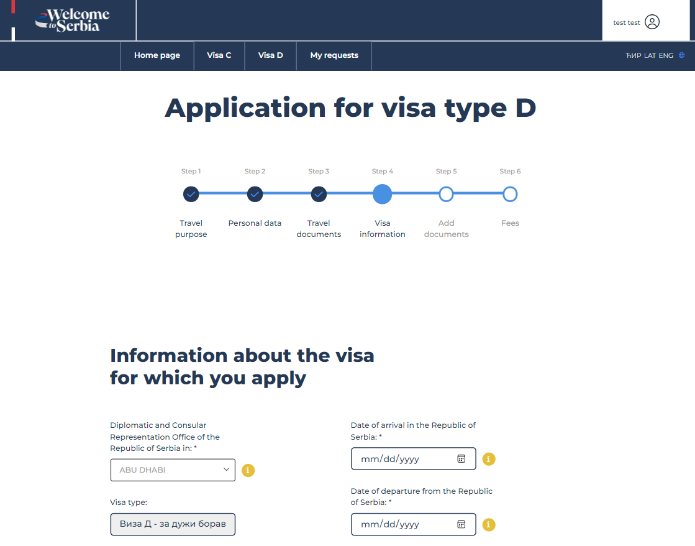 Welcome
to Serbia
test test
Home page
Visa C
Visa D
My requests
ЋИР LAT ENG
Application for visa type D
Step 1
Step 2
Step 3
Step 4
Step 5
Step 6
Travel
purpose
Personal data
Travel
documents
Visa
information
Add
documents
Fees
Information about the visa
for which you apply
Diplomatic and Consular
Representation Office of the
Republic of Serbia in: *
ABU DHABI
Date of arrival in the Republic of
Serbia: *
mm/dd/yyyy
Visa type:
Виза Д - за дужи борав
Date of departure from the Republic
of Serbia: *
mm/dd/yyyy